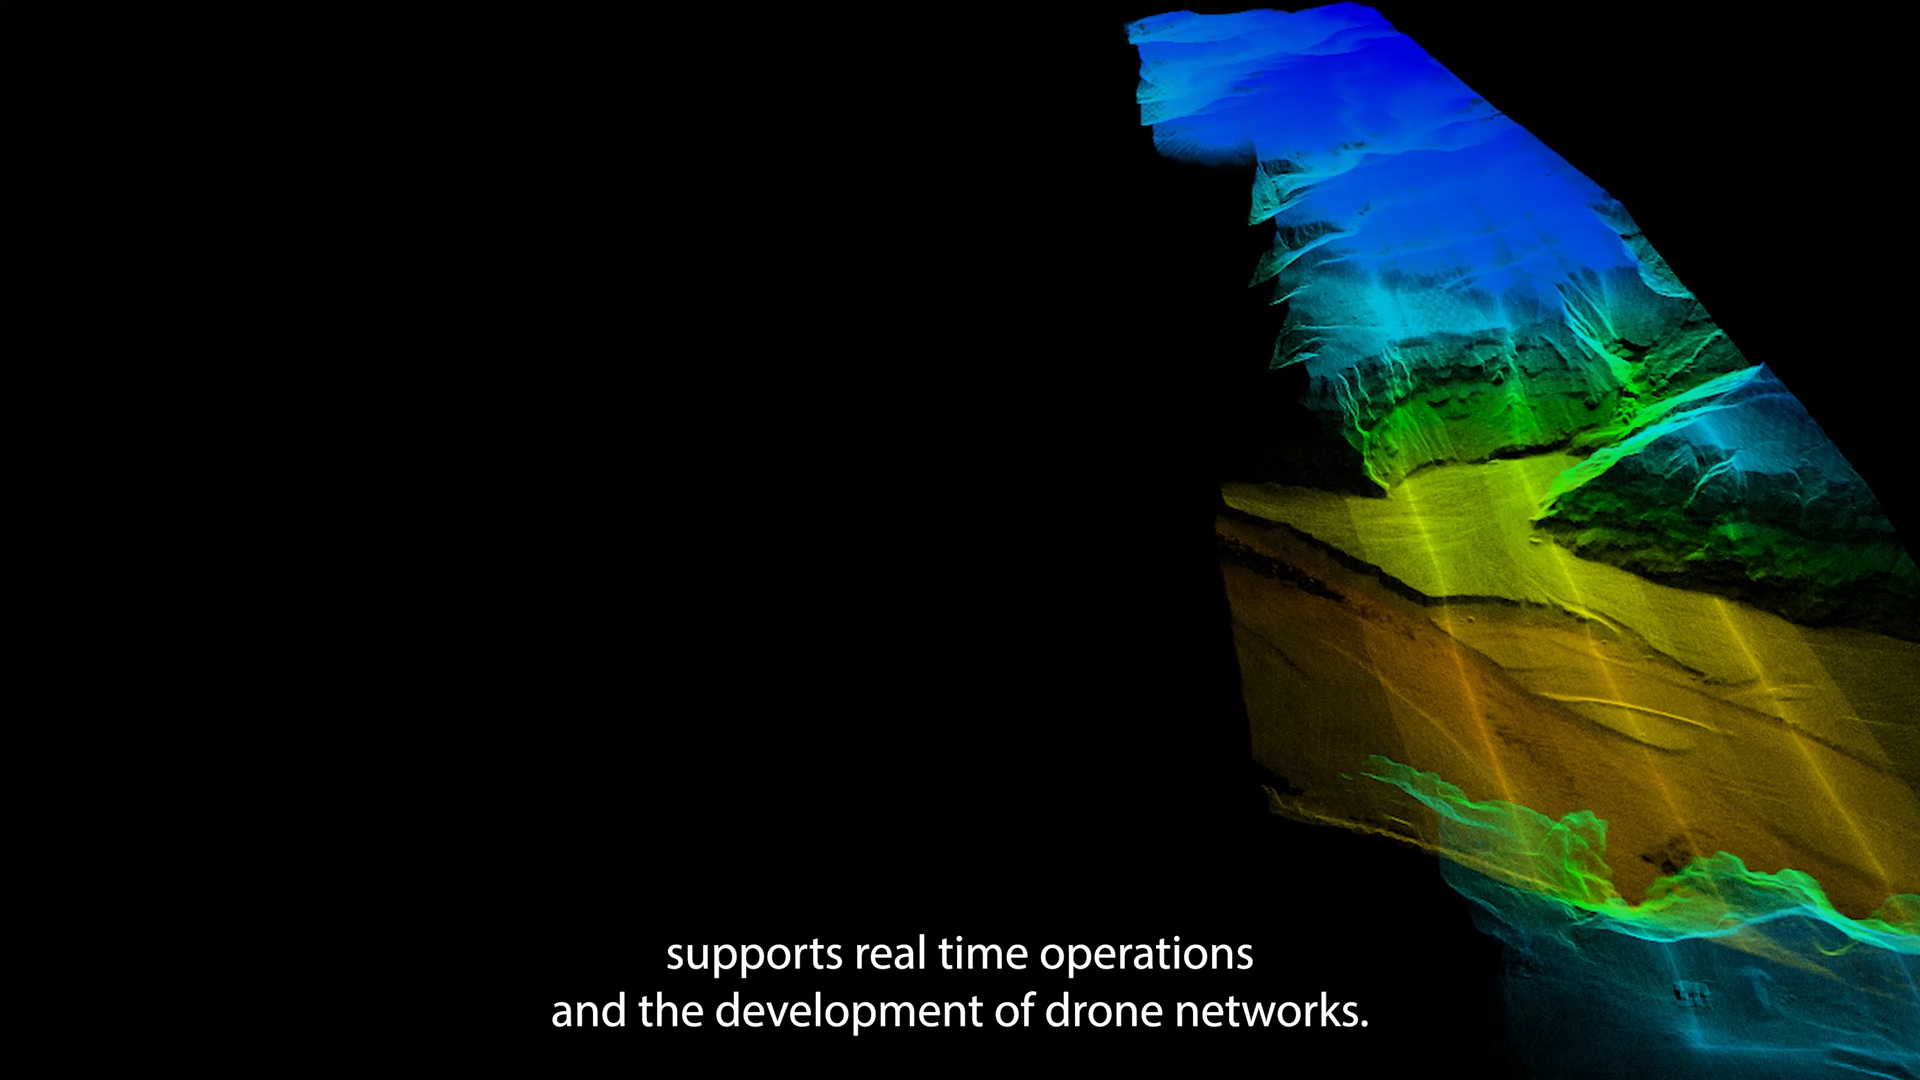 supports real time operations
and the development of drone networks.